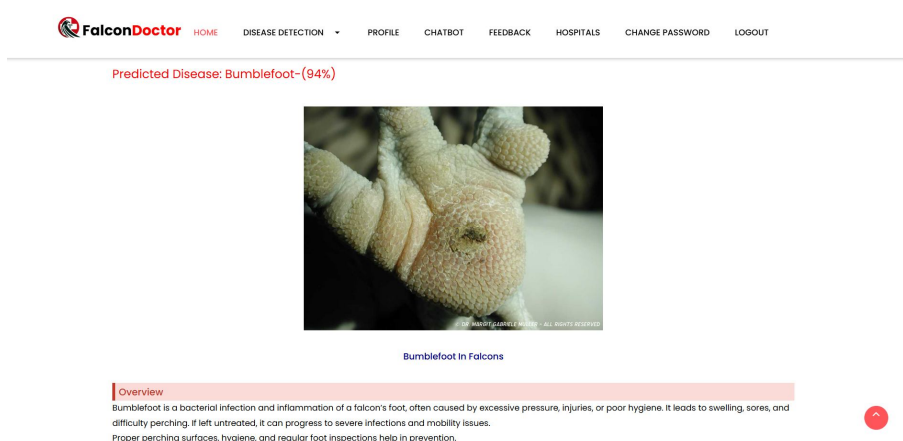 FalconDoctor HOME DISEASE DETECTION PROFILE CHATBOT FEEDBACK HOSPITALS CHANGE PASSWORD LOGOUT
Predicted Disease: Bumblefoot-(94%)
DR. MARGIT GABRIELE MULLER - ALL RIGHTS RESERVED
Bumblefoot In Falcons
Overview
Bumblefoot is a bacterial infection and inflammation of a falcon's foot, often caused by excessive pressure, injuries, or poor hygiene. It leads to swelling, sores, and
difficulty perching. If left untreated, it can progress to severe infections and mobility issues.
Proper perching surfaces, hygiene, and regular foot inspections help in prevention.